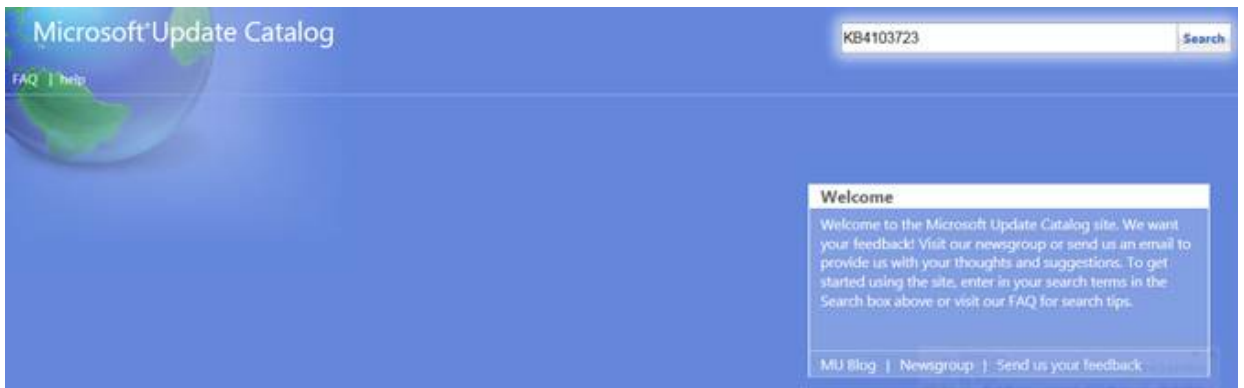 Microsoft Update Catalog
KB4103723 Search
FAQ | help
Welcome
Welcome to the Microsoft Update Catalog site. We want
your feedback! Visit our newsgroup or send us an email to
provide us with your thoughts and suggestions. To get
started using the site, enter in your search terms in the
Search box above or visit our FAQ for search tips.
MU Blog | Newsgroup | Send us your feedback